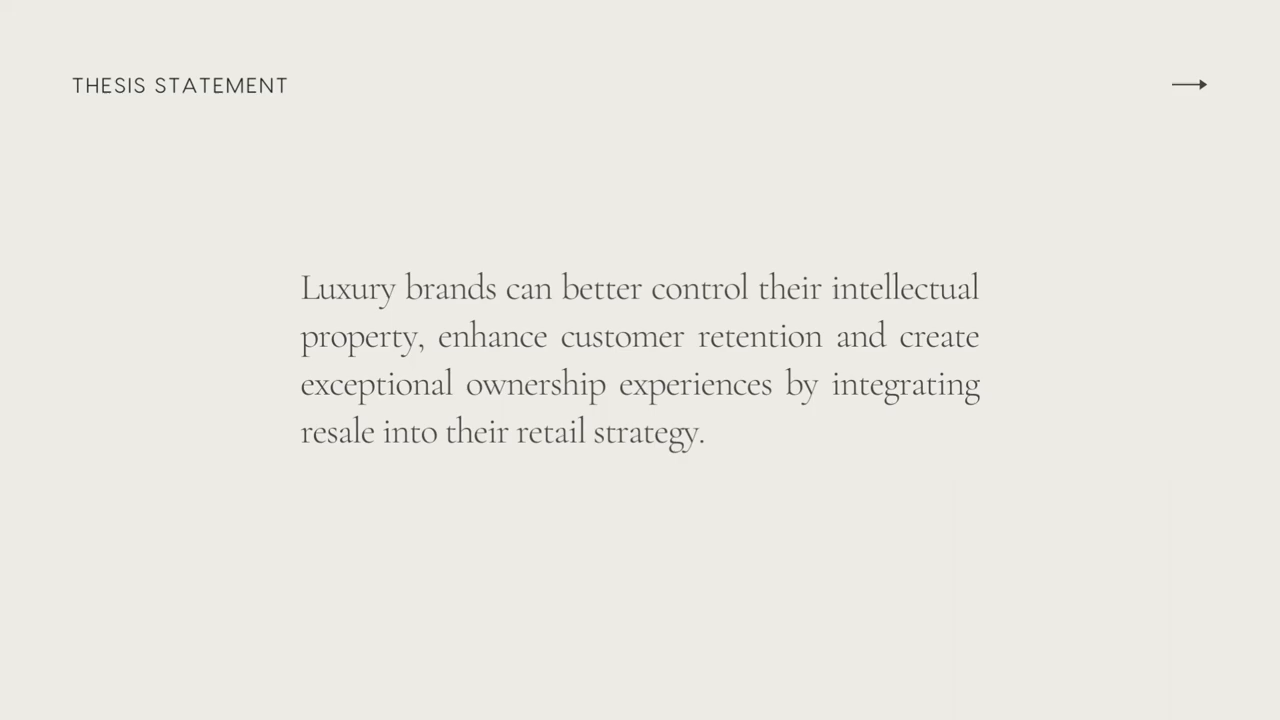 THESIS STATEMENT
Luxury brands can better control their intellectual
property, enhance customer retention and create
exceptional ownership experiences by integrating
resale into their retail strategy.